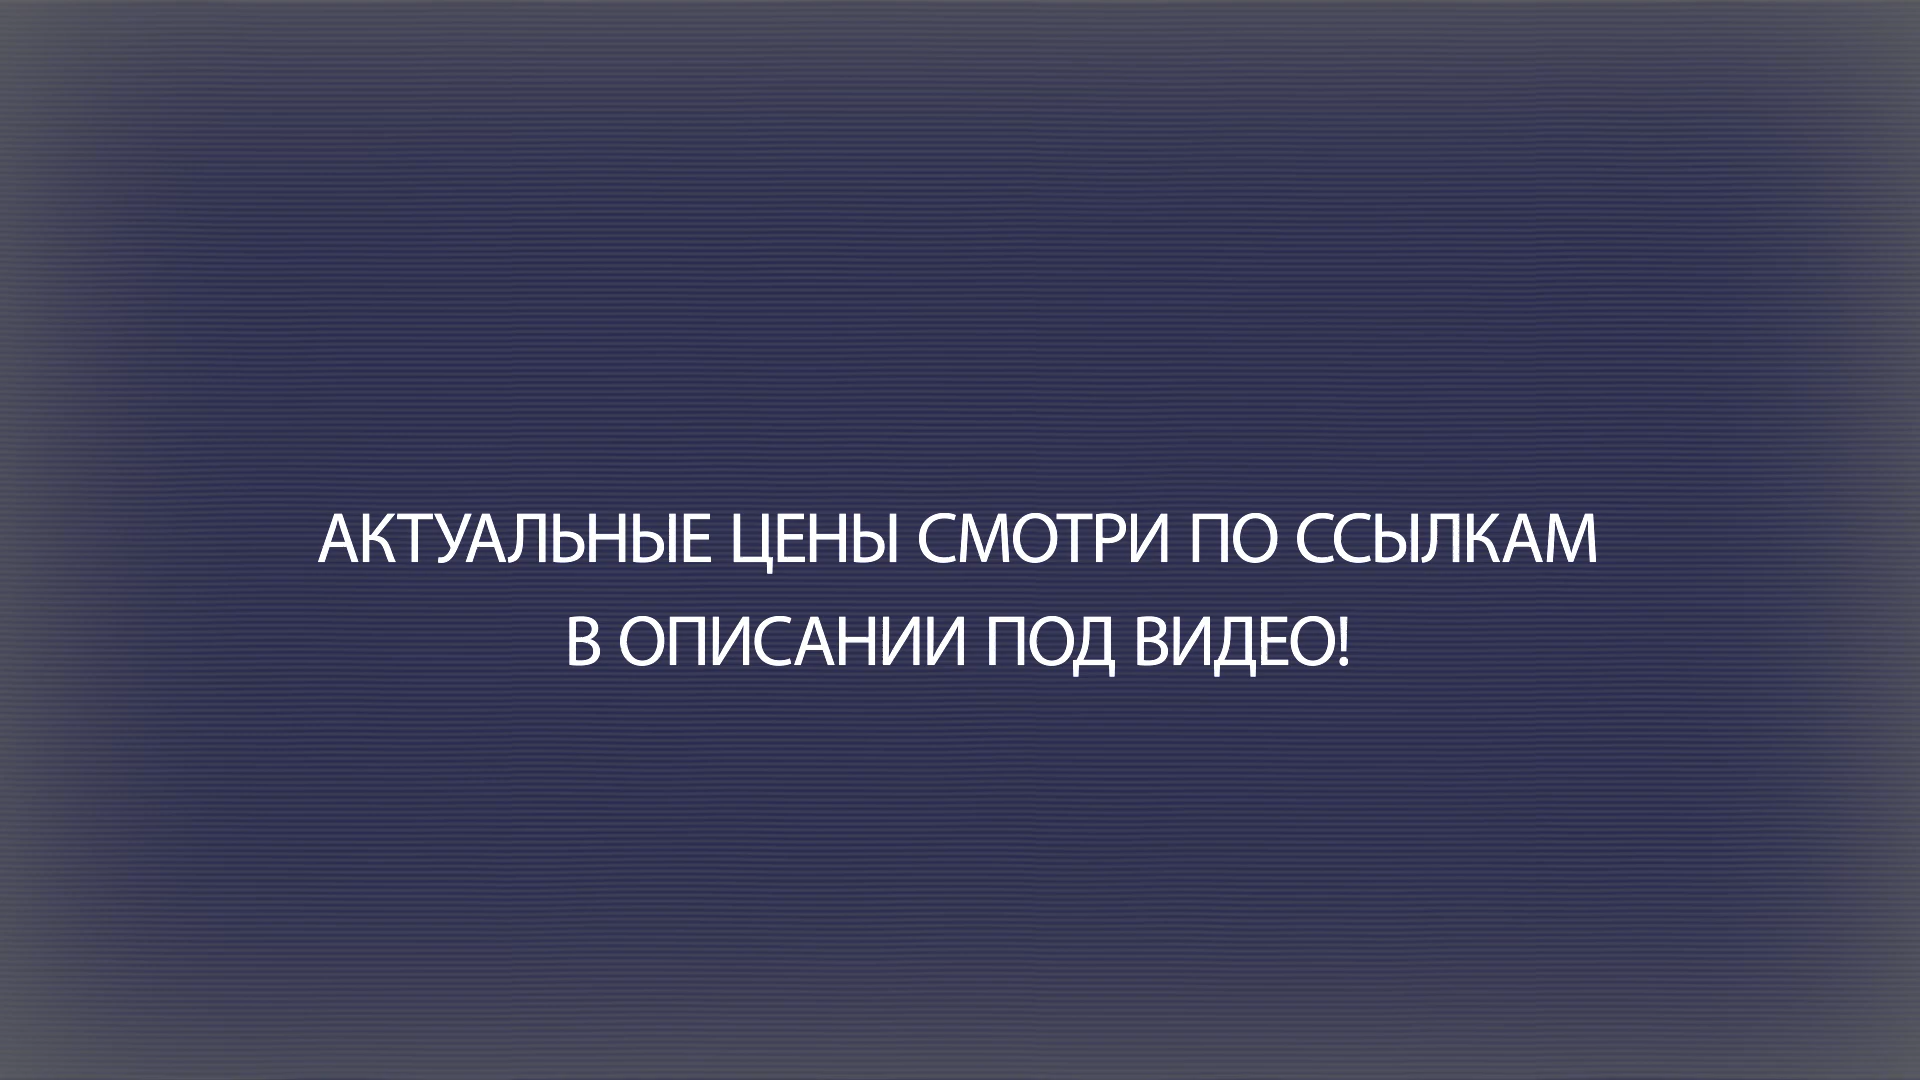 АКТУАЛЬНЫЕ ЦЕНЫ СМОТРИ ПО ССЫЛКАМ
В ОПИСАНИИ ПОД ВИДЕО!